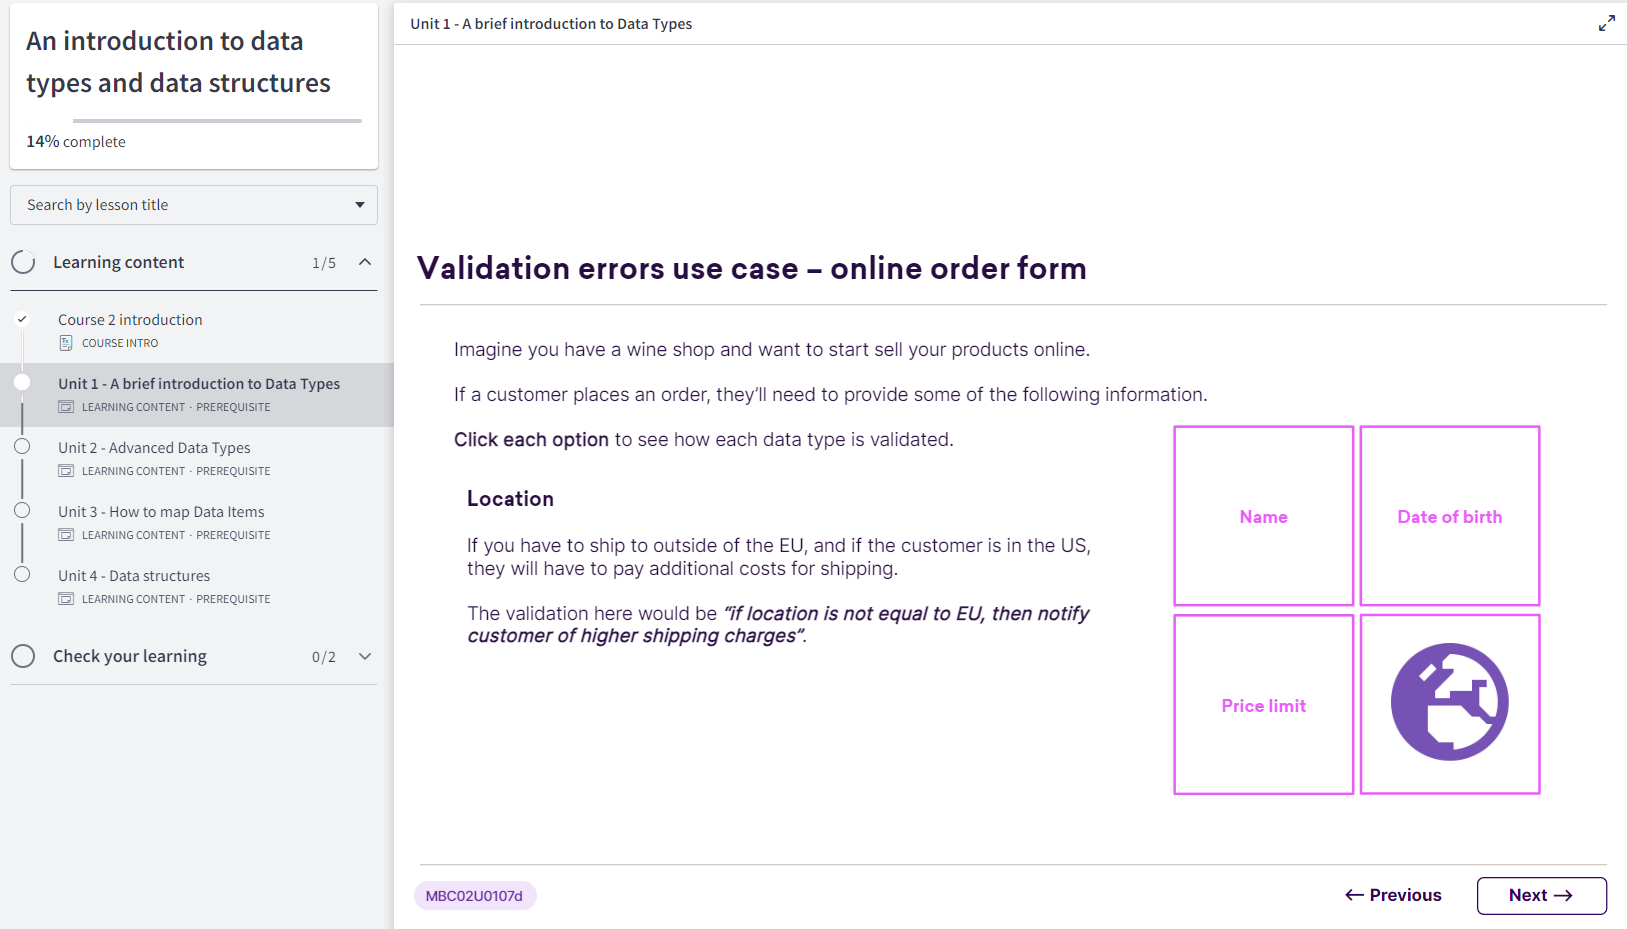 An introduction to data
types and data structures
14% complete
Search by lesson title
Learning content 1/5
Course 2 introduction
COURSE INTRO
Unit 1 - A brief introduction to Data Types
LEARNING CONTENT · PREREQUISITE
Unit 2 - Advanced Data Types
LEARNING CONTENT · PREREQUISITE
Unit 3 - How to map Data Items
LEARNING CONTENT · PREREQUISITE
Unit 4 - Data structures
LEARNING CONTENT · PREREQUISITE
Check your learning 0/2
Unit 1 - A brief introduction to Data Types
Validation errors use case – online order form
Imagine you have a wine shop and want to start sell your products online.
If a customer places an order, they’ll need to provide some of the following information.
Click each option to see how each data type is validated.
Location
If you have to ship to outside of the EU, and if the customer is in the US,
they will have to pay additional costs for shipping.
The validation here would be “if location is not equal to EU, then notify
customer of higher shipping charges”.
Name
Date of birth
Price limit
MBC02U0107d
← Previous
Next →